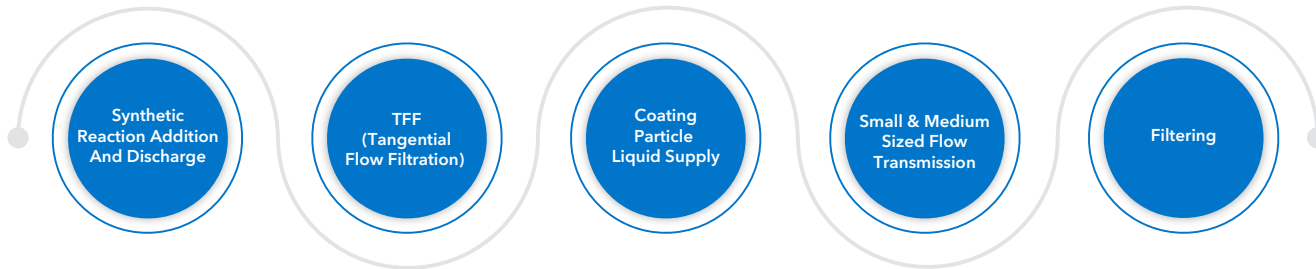 Synthetic
Reaction Addition
And Discharge
TFF
(Tangential
Flow Filtration)
Coating
Particle
Liquid Supply
Small & Medium
Sized Flow
Transmission
Filtering